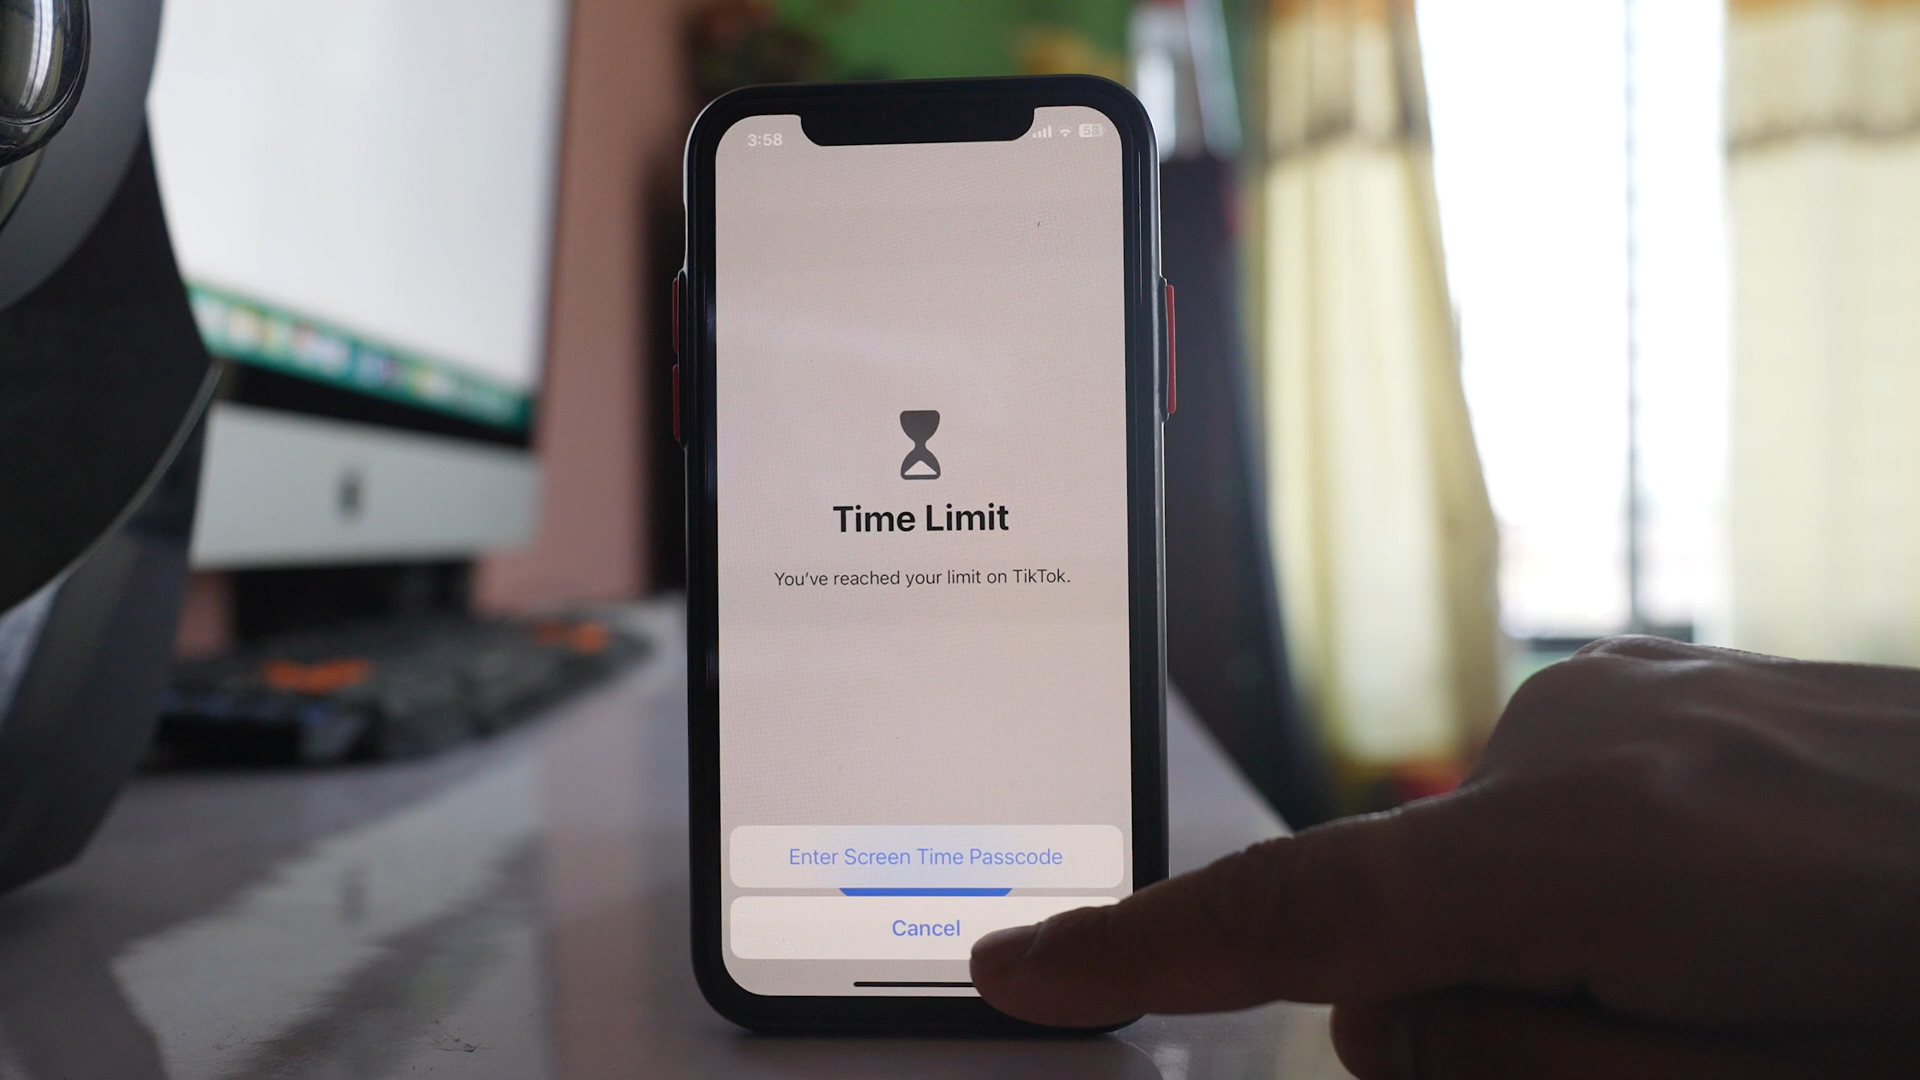 3:58
Time Limit
You've reached your limit on TikTok.
Enter Screen Time Passcode
Cancel